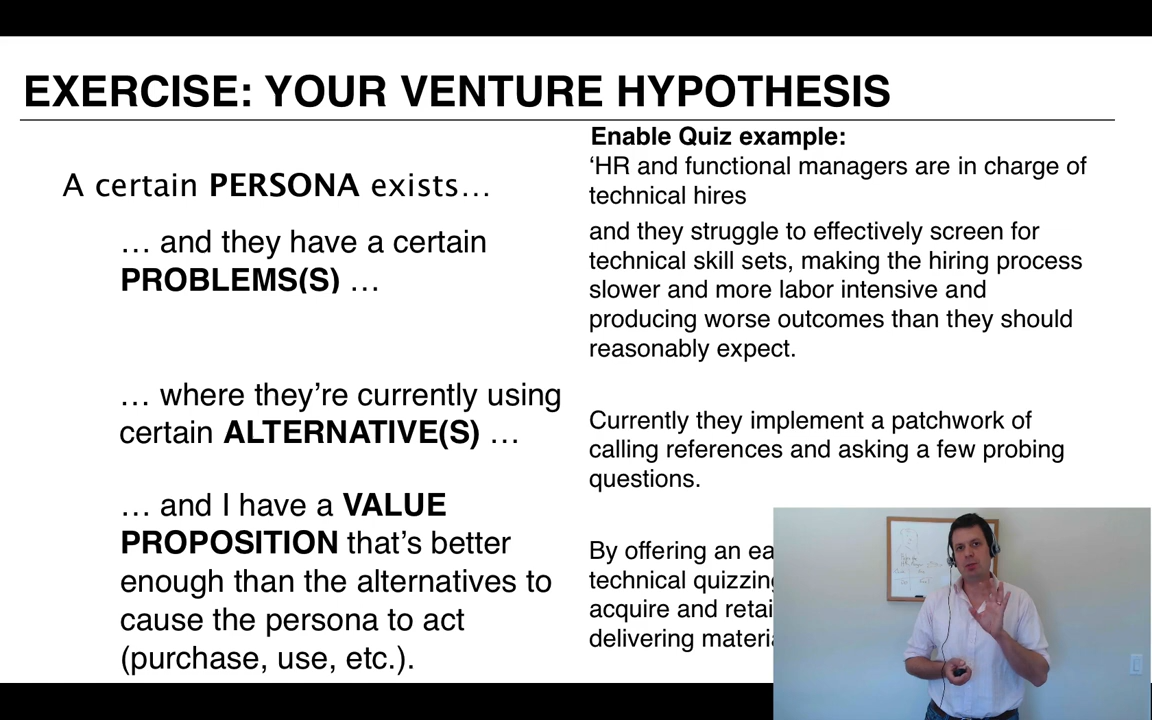 EXERCISE: YOUR VENTURE HYPOTHESIS
A certain PERSONA exists…
… and they have a certain
PROBLEMS(S) …
… where they’re currently using
certain ALTERNATIVE(S) …
… and I have a VALUE
PROPOSITION that’s better
enough than the alternatives to
cause the persona to act
(purchase, use, etc.).
Enable Quiz example:
‘HR and functional managers are in charge of
technical hires
and they struggle to effectively screen for
technical skill sets, making the hiring process
slower and more labor intensive and
producing worse outcomes than they should
reasonably expect.
Currently they implement a patchwork of
calling references and asking a few probing
questions.
By offering an
technical
acquire and
delivering